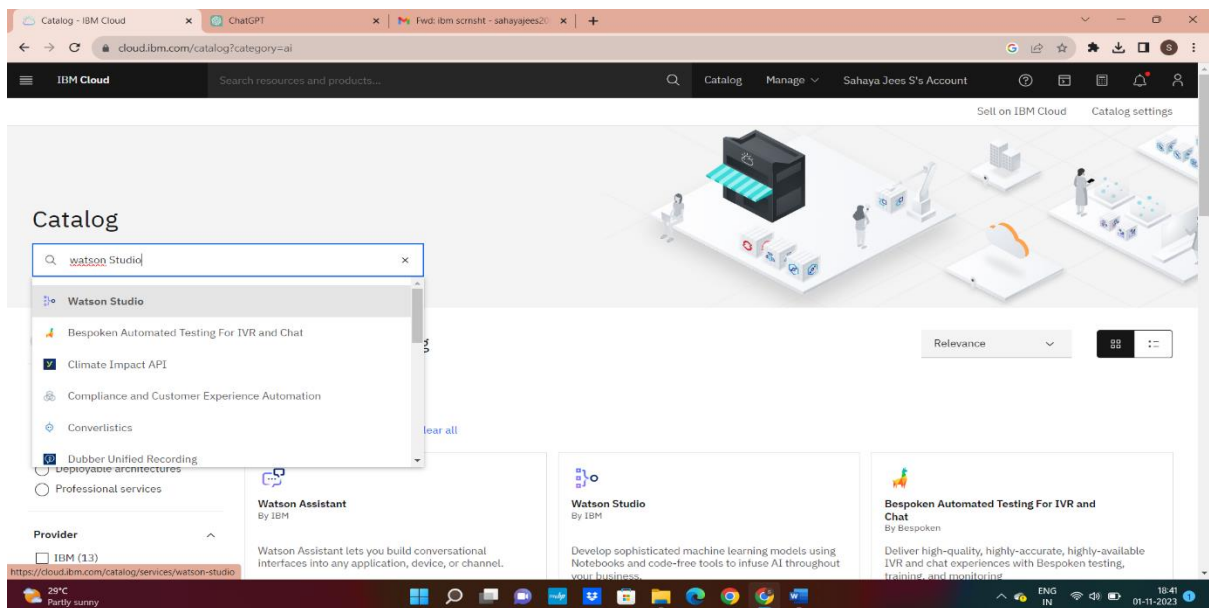 Catalog - IBM Cloud
ChatGPT
Fwd: ibm scrnsht - sahayajees20
cloud.ibm.com/catalog?category=ai
G
S
IBM Cloud
Search resources and products...
Catalog
Manage
Sahaya Jees S's Account
Sell on IBM Cloud
Catalog settings
Catalog
watson Studio
Watson Studio
Bespoken Automated Testing For IVR and Chat
Climate Impact API
Compliance and Customer Experience Automation
Converlistics
Dubber Unified Recording
Relevance
lear all
Deployable architectures
Professional services
Provider
IBM (13)
Watson Assistant
By IBM
Watson Assistant lets you build conversational
interfaces into any application, device, or channel.
Watson Studio
By IBM
Develop sophisticated machine learning models using
Notebooks and code-free tools to infuse AI throughout
your business.
Bespoken Automated Testing For IVR and
Chat
By Bespoken
Deliver high-quality, highly-accurate, highly-available
IVR and chat experiences with Bespoken testing,
training, and monitoring
https://cloud.ibm.com/catalog/services/watson-studio
29°C
Partly sunny
ENG
IN
18:41
01-11-2023
1